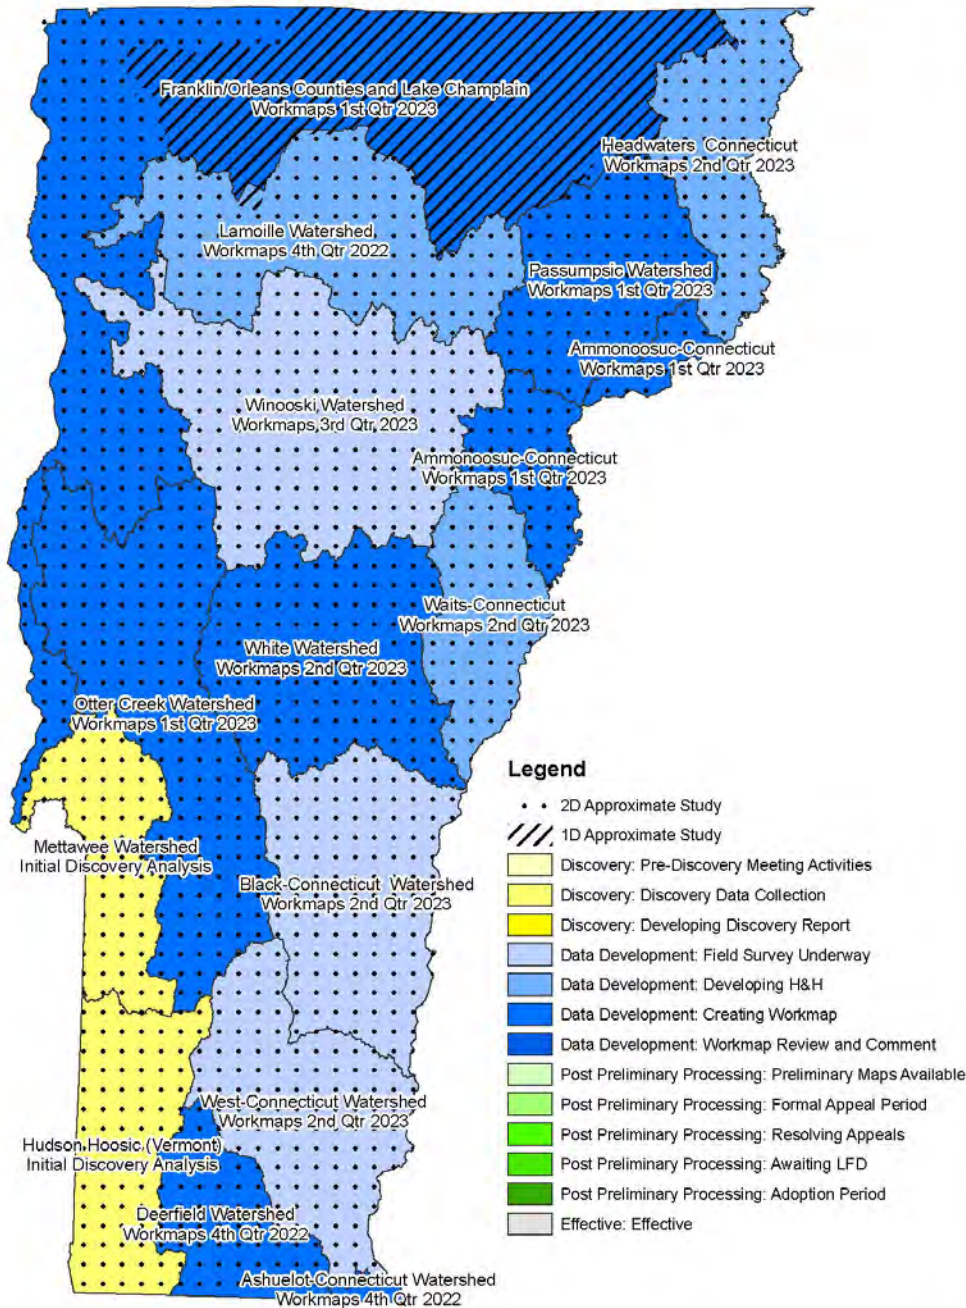 Franklin/Orleans Counties and Lake Champlain
Workmaps 1st Qtr 2023
Headwaters Connecticut
Workmaps 2nd Qtr 2023
Lamoille Watershed
Workmaps 4th Qtr 2022
Passumpsic Watershed
Workmaps 1st Qtr 2023
Ammonoosuc-Connecticut
Workmaps 1st Qtr 2023
Winooski Watershed
Workmaps 3rd Qtr 2023
Ammonoosuc-Connecticut
Workmaps 1st Qtr 2023
Waits-Connecticut
Workmaps 2nd Qtr 2023
White Watershed
Workmaps 2nd Qtr 2023
Otter Creek Watershed
Workmaps 1st Qtr 2023
Mettawee Watershed
Initial Discovery Analysis
Black-Connecticut Watershed
Workmaps 2nd Qtr 2023
West-Connecticut Watershed
Workmaps 2nd Qtr 2023
Hudson Hoosic (Vermont)
Initial Discovery Analysis
Deerfield Watershed
Workmaps 4th Qtr 2022
Ashuelot-Connecticut Watershed
Workmaps 4th Qtr 2022
Legend
2D Approximate Study
1D Approximate Study
Discovery: Pre-Discovery Meeting Activities
Discovery: Discovery Data Collection
Discovery: Developing Discovery Report
Data Development: Field Survey Underway
Data Development: Developing H&H
Data Development: Creating Workmap
Data Development: Workmap Review and Comment
Post Preliminary Processing: Preliminary Maps Available
Post Preliminary Processing: Formal Appeal Period
Post Preliminary Processing: Resolving Appeals
Post Preliminary Processing: Awaiting LFD
Post Preliminary Processing: Adoption Period
Effective: Effective